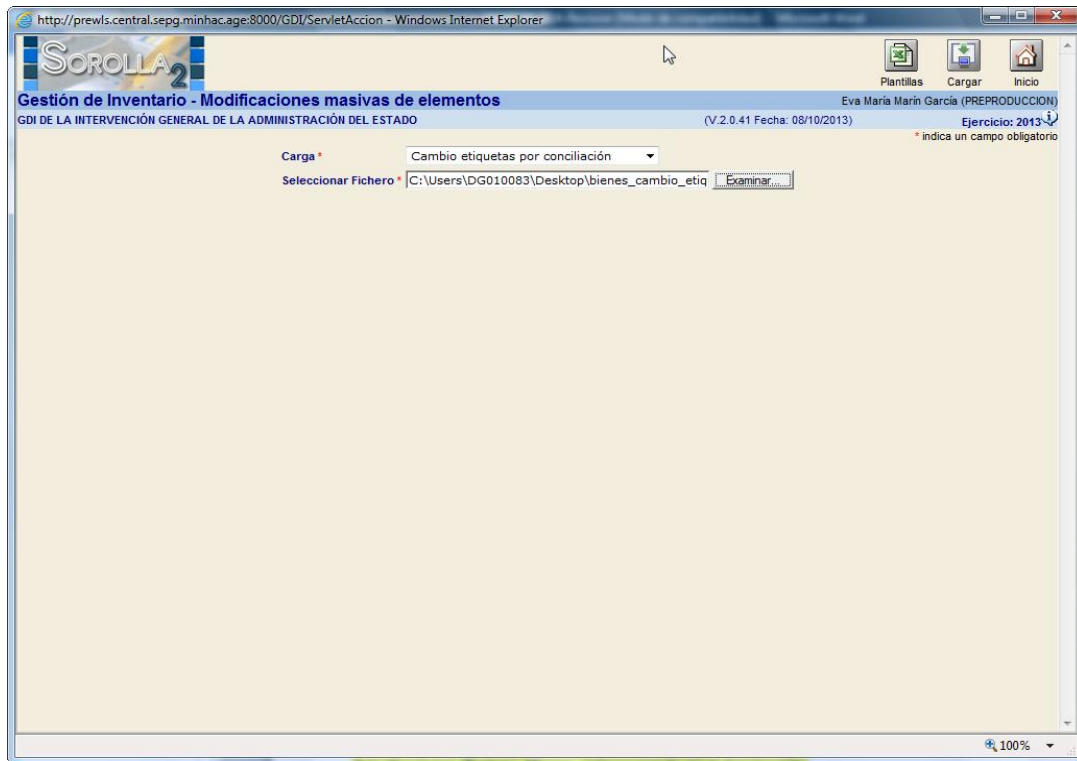 http://prewls.central.sepg.minhac.age:8000/GDI/ServletAccion - Windows Internet Explorer
SOROLLA2
Plantillas Cargar Inicio
Gestión de Inventario - Modificaciones masivas de elementos Eva María Marín García (PREPRODUCCION)
GDI DE LA INTERVENCIÓN GENERAL DE LA ADMINISTRACIÓN DEL ESTADO (V.2.0.41 Fecha: 08/10/2013) Ejercicio: 2013
* indica un campo obligatorio
Carga * Cambio etiquetas por conciliación
Seleccionar Fichero * C:\Users\DG010083\Desktop\bienes_cambio_etiq Examinar...
100%